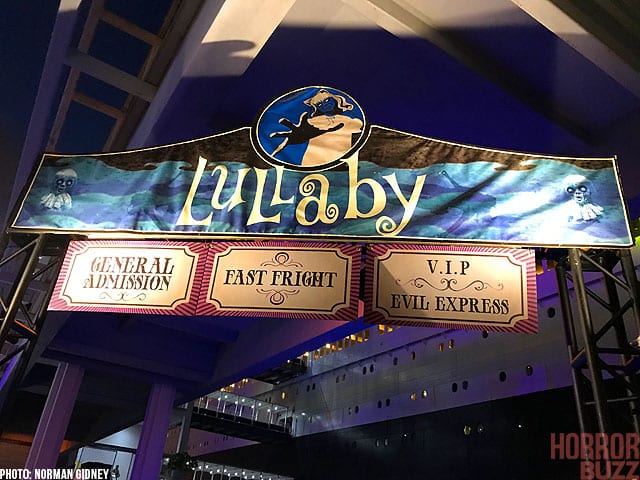 Lullaby
GENERAL
ADMISSION
FAST FRIGHT
V.I.P
EVIL EXPRESS
HORROR
BUZZ
PHOTO: NORMAN GIDNEY